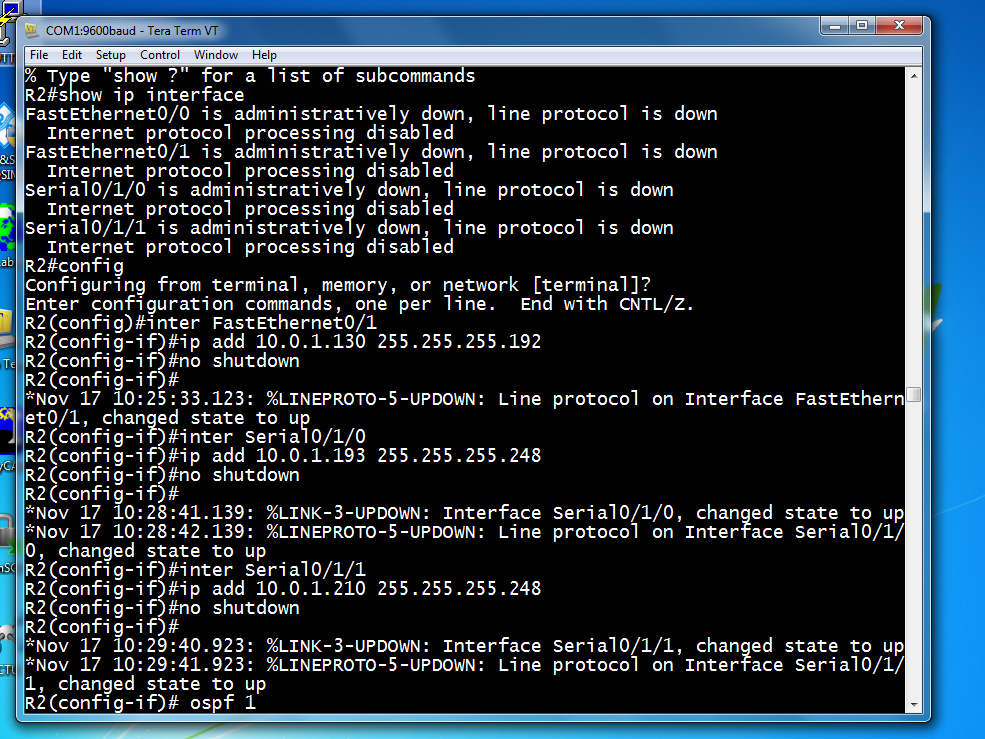 COM1:9600baud - Tera Term VT
File Edit Setup Control Window Help
% Type "show ?" for a list of subcommands
R2#show ip interface
FastEthernet0/0 is administratively down, line protocol is down
  Internet protocol processing disabled
FastEthernet0/1 is administratively down, line protocol is down
  Internet protocol processing disabled
Serial0/1/0 is administratively down, line protocol is down
  Internet protocol processing disabled
Serial0/1/1 is administratively down, line protocol is down
  Internet protocol processing disabled
R2#config
Configuring from terminal, memory, or network [terminal]?
Enter configuration commands, one per line.  End with CNTL/Z.
R2(config)#inter FastEthernet0/1
R2(config-if)#ip add 10.0.1.130 255.255.255.192
R2(config-if)#no shutdown
R2(config-if)#
*Nov 17 10:25:33.123: %LINEPROTO-5-UPDOWN: Line protocol on Interface FastEthern
et0/1, changed state to up
R2(config-if)#inter Serial0/1/0
R2(config-if)#ip add 10.0.1.193 255.255.255.248
R2(config-if)#no shutdown
R2(config-if)#
*Nov 17 10:28:41.139: %LINK-3-UPDOWN: Interface Serial0/1/0, changed state to up
*Nov 17 10:28:42.139: %LINEPROTO-5-UPDOWN: Line protocol on Interface Serial0/1/
0, changed state to up
R2(config-if)#inter Serial0/1/1
R2(config-if)#ip add 10.0.1.210 255.255.255.248
R2(config-if)#no shutdown
R2(config-if)#
*Nov 17 10:29:40.923: %LINK-3-UPDOWN: Interface Serial0/1/1, changed state to up
*Nov 17 10:29:41.923: %LINEPROTO-5-UPDOWN: Line protocol on Interface Serial0/1/
1, changed state to up
R2(config-if)# ospf 1